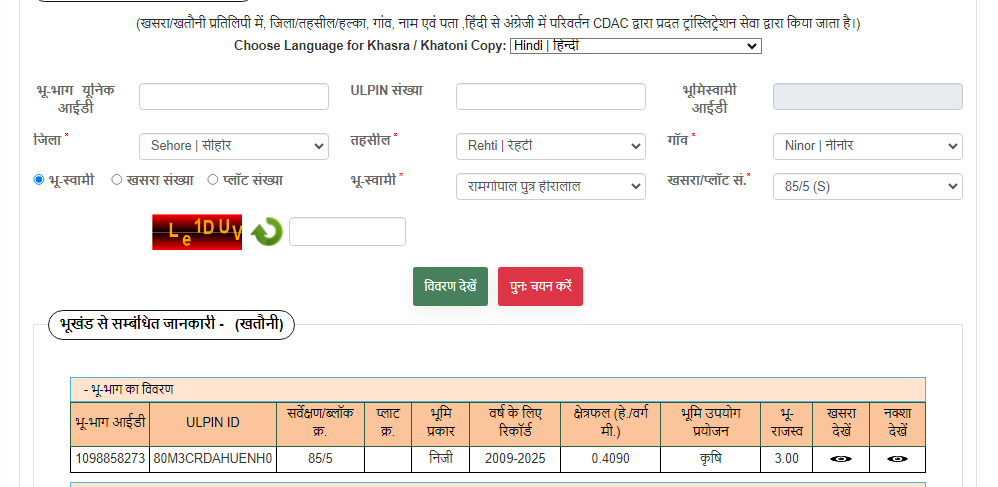 (खसरा/खतौनी प्रतिलिपी में, जिला/तहसील/हल्का, गांव, नाम एवं पता ,हिंदी से अंग्रेजी में परिवर्तन CDAC द्वारा प्रदत ट्रांस्लिट्रेशन सेवा द्वारा किया जाता है।)
Choose Language for Khasra / Khatoni Copy: Hindi | हिन्दी
भू-भाग यूनिक आईडी
ULPIN संख्या
भूमिस्वामी आईडी
जिला * Sehore | सीहोर
तहसील * Rehti | रेहटी
गॉव * Ninor | नीनोर
भू-स्वामी खसरा संख्या प्लॉट संख्या
भू-स्वामी * रामगोपाल पुत्र हीरालाल
खसरा/प्लॉट सं.* 85/5 (S)
Le1DUV
विवरण देखें पुनः चयन करें
भूखंड से सम्बंधित जानकारी - (खतौनी)
- भू-भाग का विवरण
भू-भाग आईडी ULPIN ID सर्वेक्षण/ब्लॉक क्र. प्लाट क्र. भूमि प्रकार वर्ष के लिए रिकॉर्ड क्षेत्रफल (हे./वर्ग मी.) भूमि उपयोग प्रयोजन भू-राजस्व खसरा देखें नक्शा देखें
1098858273 80M3CRDAHUENH0 85/5 निजी 2009-2025 0.4090 कृषि 3.00